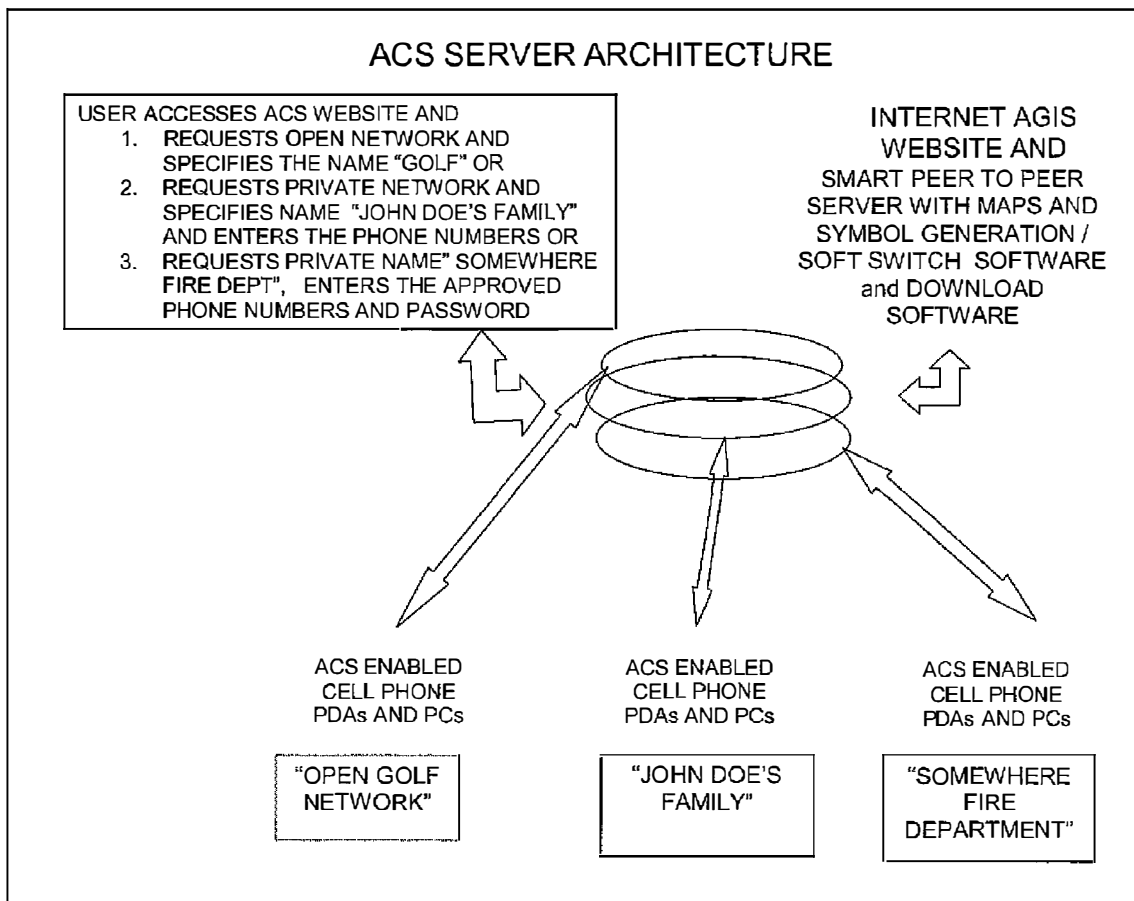 ACS SERVER ARCHITECTURE
USER ACCESSES ACS WEBSITE AND
1. REQUESTS OPEN NETWORK AND
SPECIFIES THE NAME "GOLF" OR
2. REQUESTS PRIVATE NETWORK AND
SPECIFIES NAME "JOHN DOE'S FAMILY"
AND ENTERS THE PHONE NUMBERS OR
3. REQUESTS PRIVATE NAME" SOMEWHERE
FIRE DEPT", ENTERS THE APPROVED
PHONE NUMBERS AND PASSWORD
INTERNET AGIS
WEBSITE AND
SMART PEER TO PEER
SERVER WITH MAPS AND
SYMBOL GENERATION /
SOFT SWITCH SOFTWARE
and DOWNLOAD
SOFTWARE
ACS ENABLED
CELL PHONE
PDAs AND PCs
"OPEN GOLF
NETWORK"
ACS ENABLED
CELL PHONE
PDAs AND PCs
"JOHN DOE'S
FAMILY"
ACS ENABLED
CELL PHONE
PDAs AND PCs
"SOMEWHERE
FIRE
DEPARTMENT"